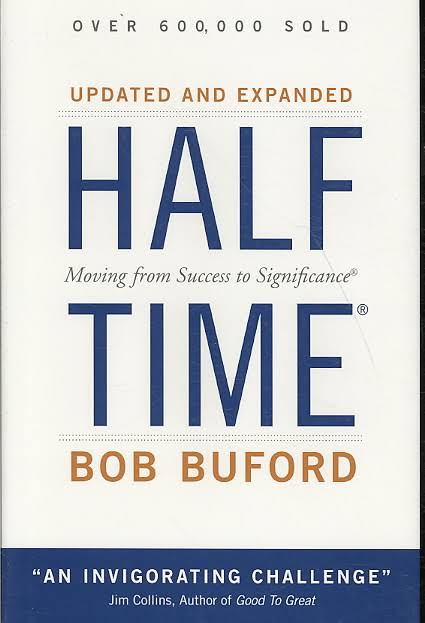 OVER 600,000 SOLD
UPDATED AND EXPANDED
HALF
Moving from Success to Significance®
TIME®
BOB BUFORD
“AN INVIGORATING CHALLENGE”
Jim Collins, Author of Good To Great